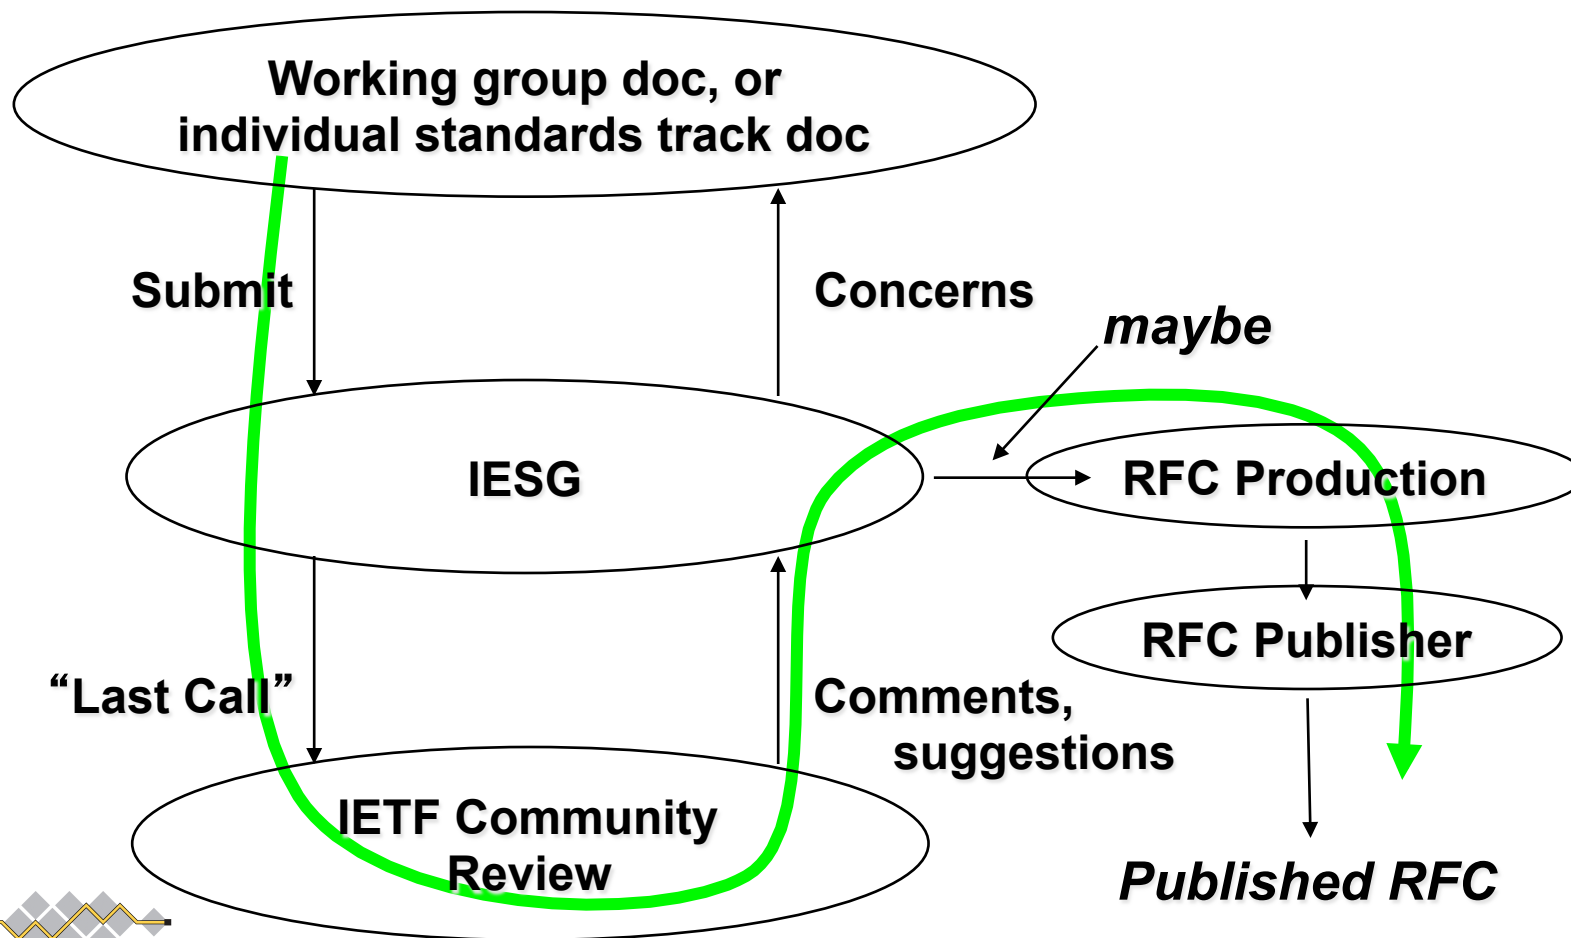 Working group doc, or
individual standards track doc
Submit
Concerns
maybe
IESG
RFC Production
RFC Publisher
“Last Call”
Comments,
suggestions
IETF Community
Review
Published RFC